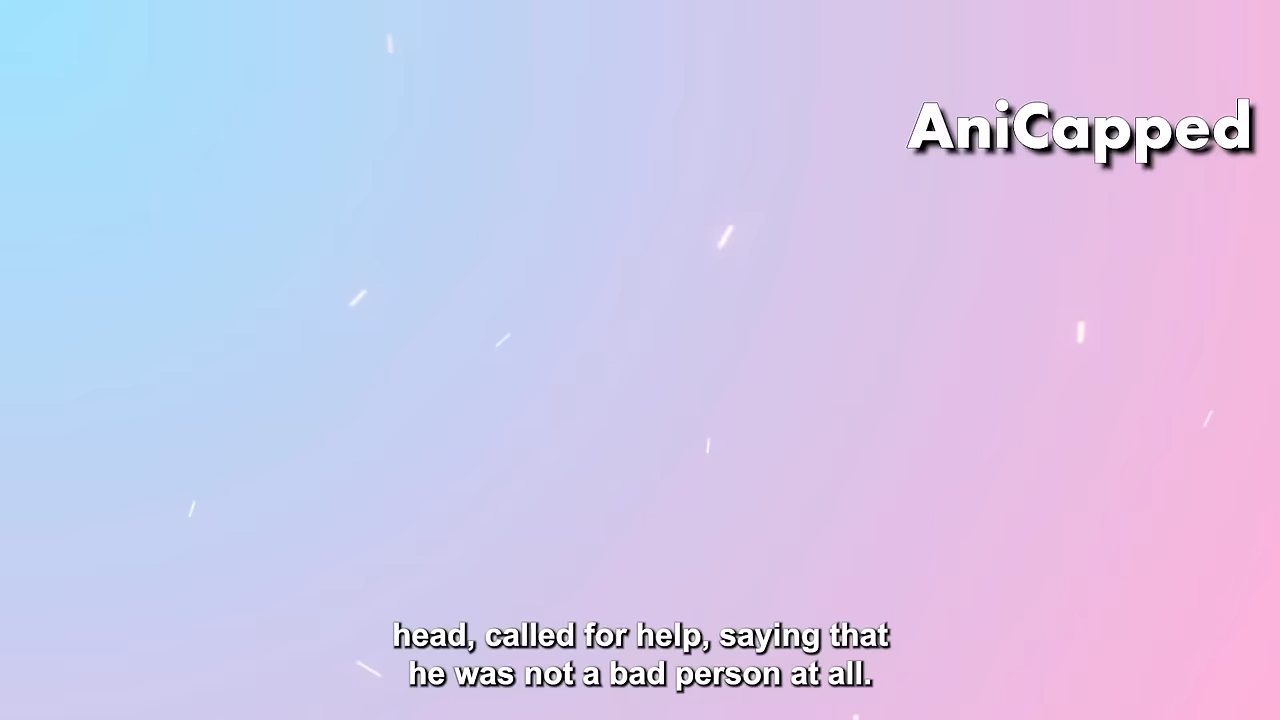 AniCapped
head, called for help, saying that
he was not a bad person at all.